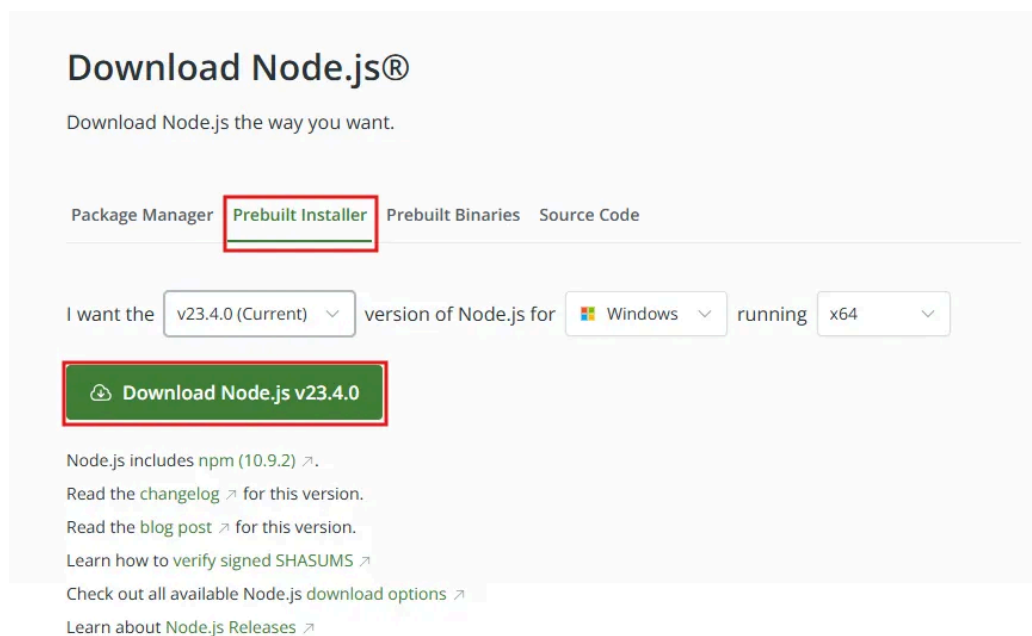 Download Node.js®
Download Node.js the way you want.
Package Manager Prebuilt Installer Prebuilt Binaries Source Code
I want the v23.4.0 (Current) version of Node.js for Windows running x64
Download Node.js v23.4.0
Node.js includes npm (10.9.2) ↗.
Read the changelog ↗ for this version.
Read the blog post ↗ for this version.
Learn how to verify signed SHASUMS ↗
Check out all available Node.js download options ↗
Learn about Node.js Releases ↗